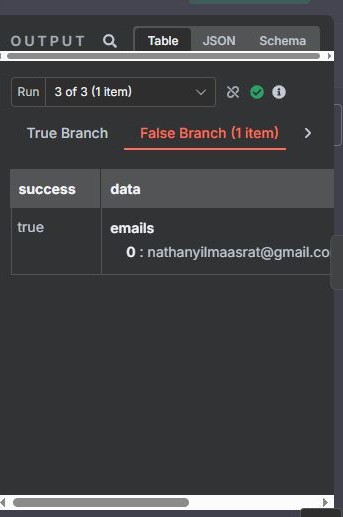 OUTPUT
Table
JSON
Schema
Run
3 of 3 (1 item)
True Branch
False Branch (1 item)
success
data
true
emails
0 : nathanyilmaasrat@gmail.co